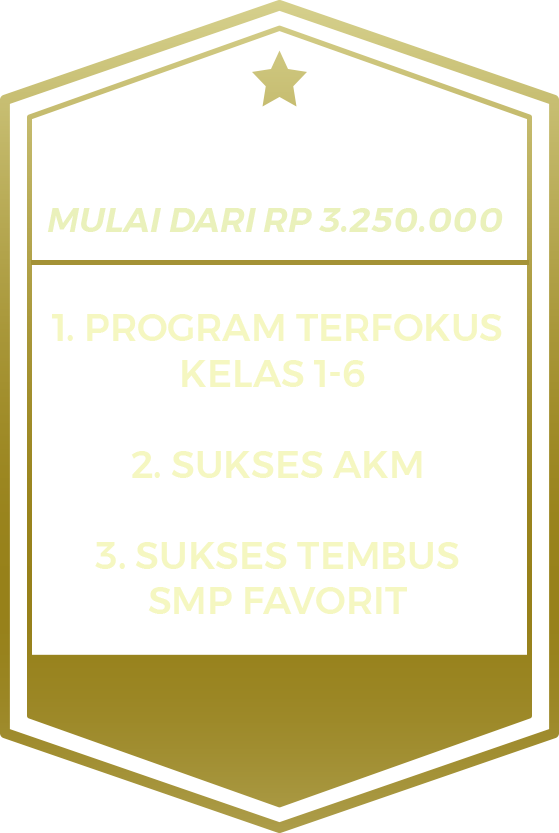 MULAI DARI RP 3.250.000
1. PROGRAM TERFOKUS
KELAS 1-6
2. SUKSES AKM
3. SUKSES TEMBUS
SMP FAVORIT